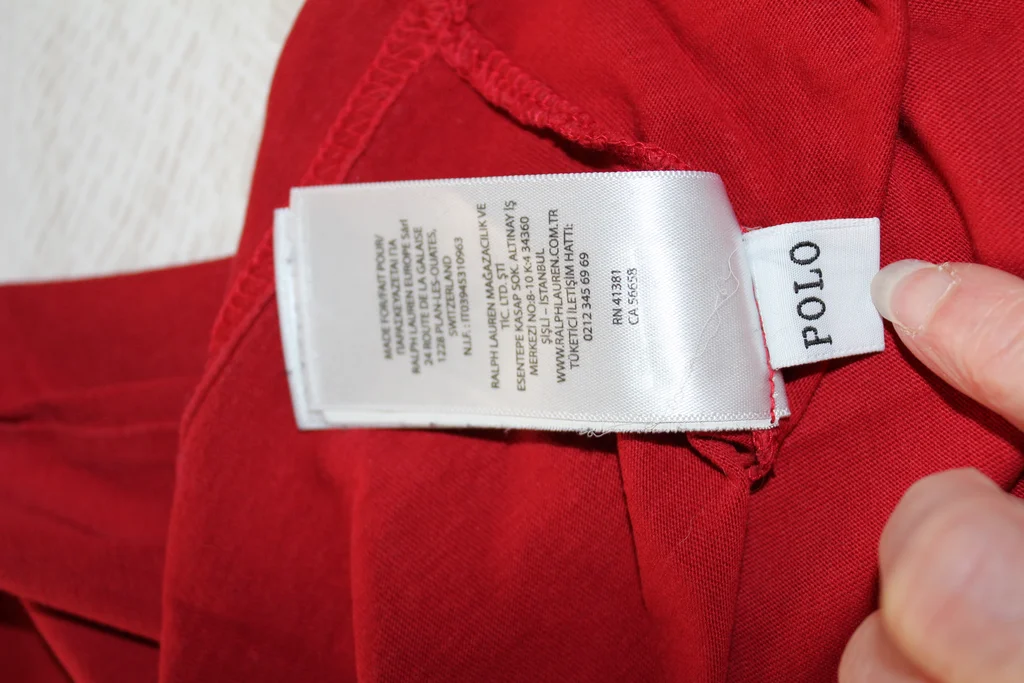 MADE FOR/FAIT POUR/
ΠΑΡΑΣΚΕΥΑΖΕΤΑΙ ΓΙΑ
RALPH LAUREN EUROPE Sàrl
24 ROUTE DE LA GALAISE
1228 PLAN-LES-OUATES,
SWITZERLAND
N.I.F. : IT03945310963
RALPH LAUREN MAĞAZACILIK VE
TİC. LTD. ŞTİ
ESENTEPE KASAP SOK. ALTINAY İŞ
MERKEZİ NO:8-10 K:4 34360
ŞİŞLİ – İSTANBUL
WWW.RALPHLAUREN.COM.TR
TÜKETİCİ İLETİŞİM HATTI:
0212 345 69 69
RN 41381
CA 56658
POLO